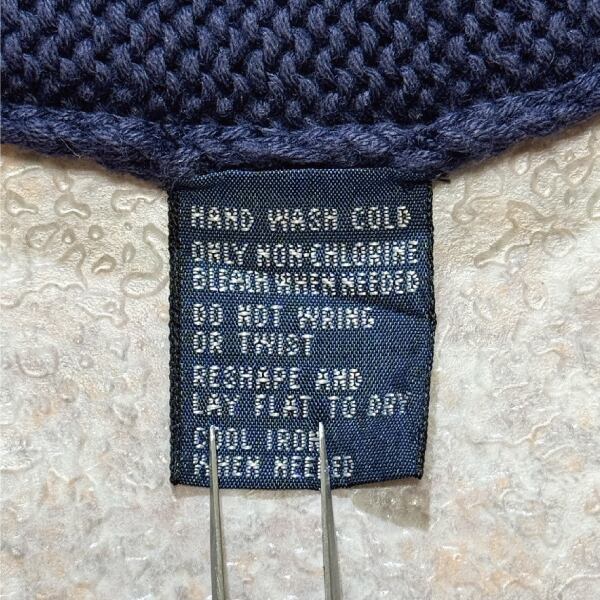 HAND WASH COLD
ONLY NON-CHLORINE
BLEACH WHEN NEEDED
DO NOT WRING
OR TWIST
RESHAPE AND
LAY FLAT TO DRY
COOL IRON
WHEN NEEDED